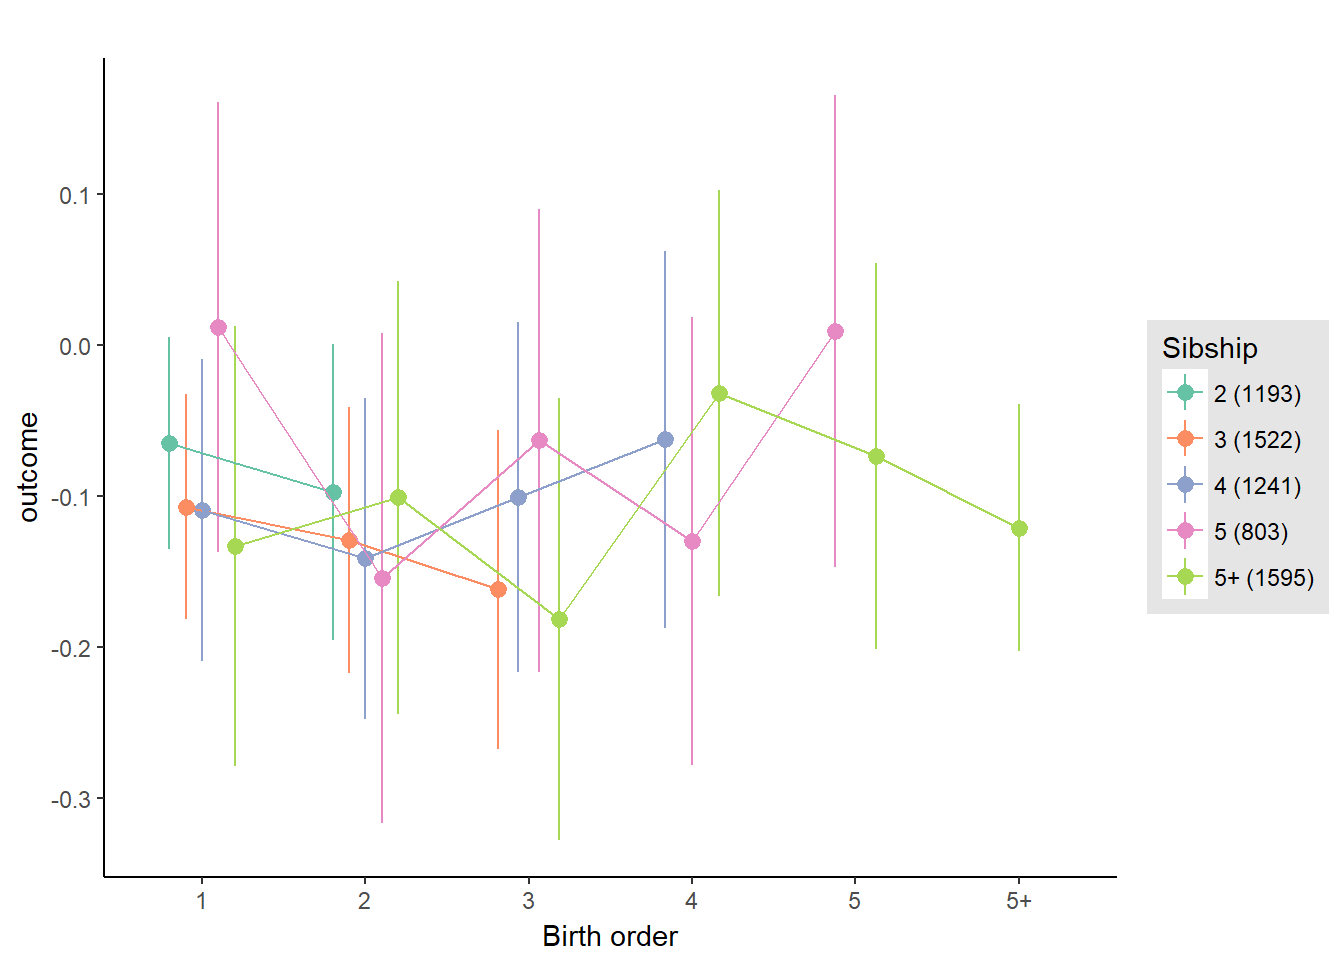 0.1
0.0
-0.1
-0.2
-0.3
outcome
1 2 3 4 5 5+
Birth order
Sibship
2 (1193)
3 (1522)
4 (1241)
5 (803)
5+ (1595)